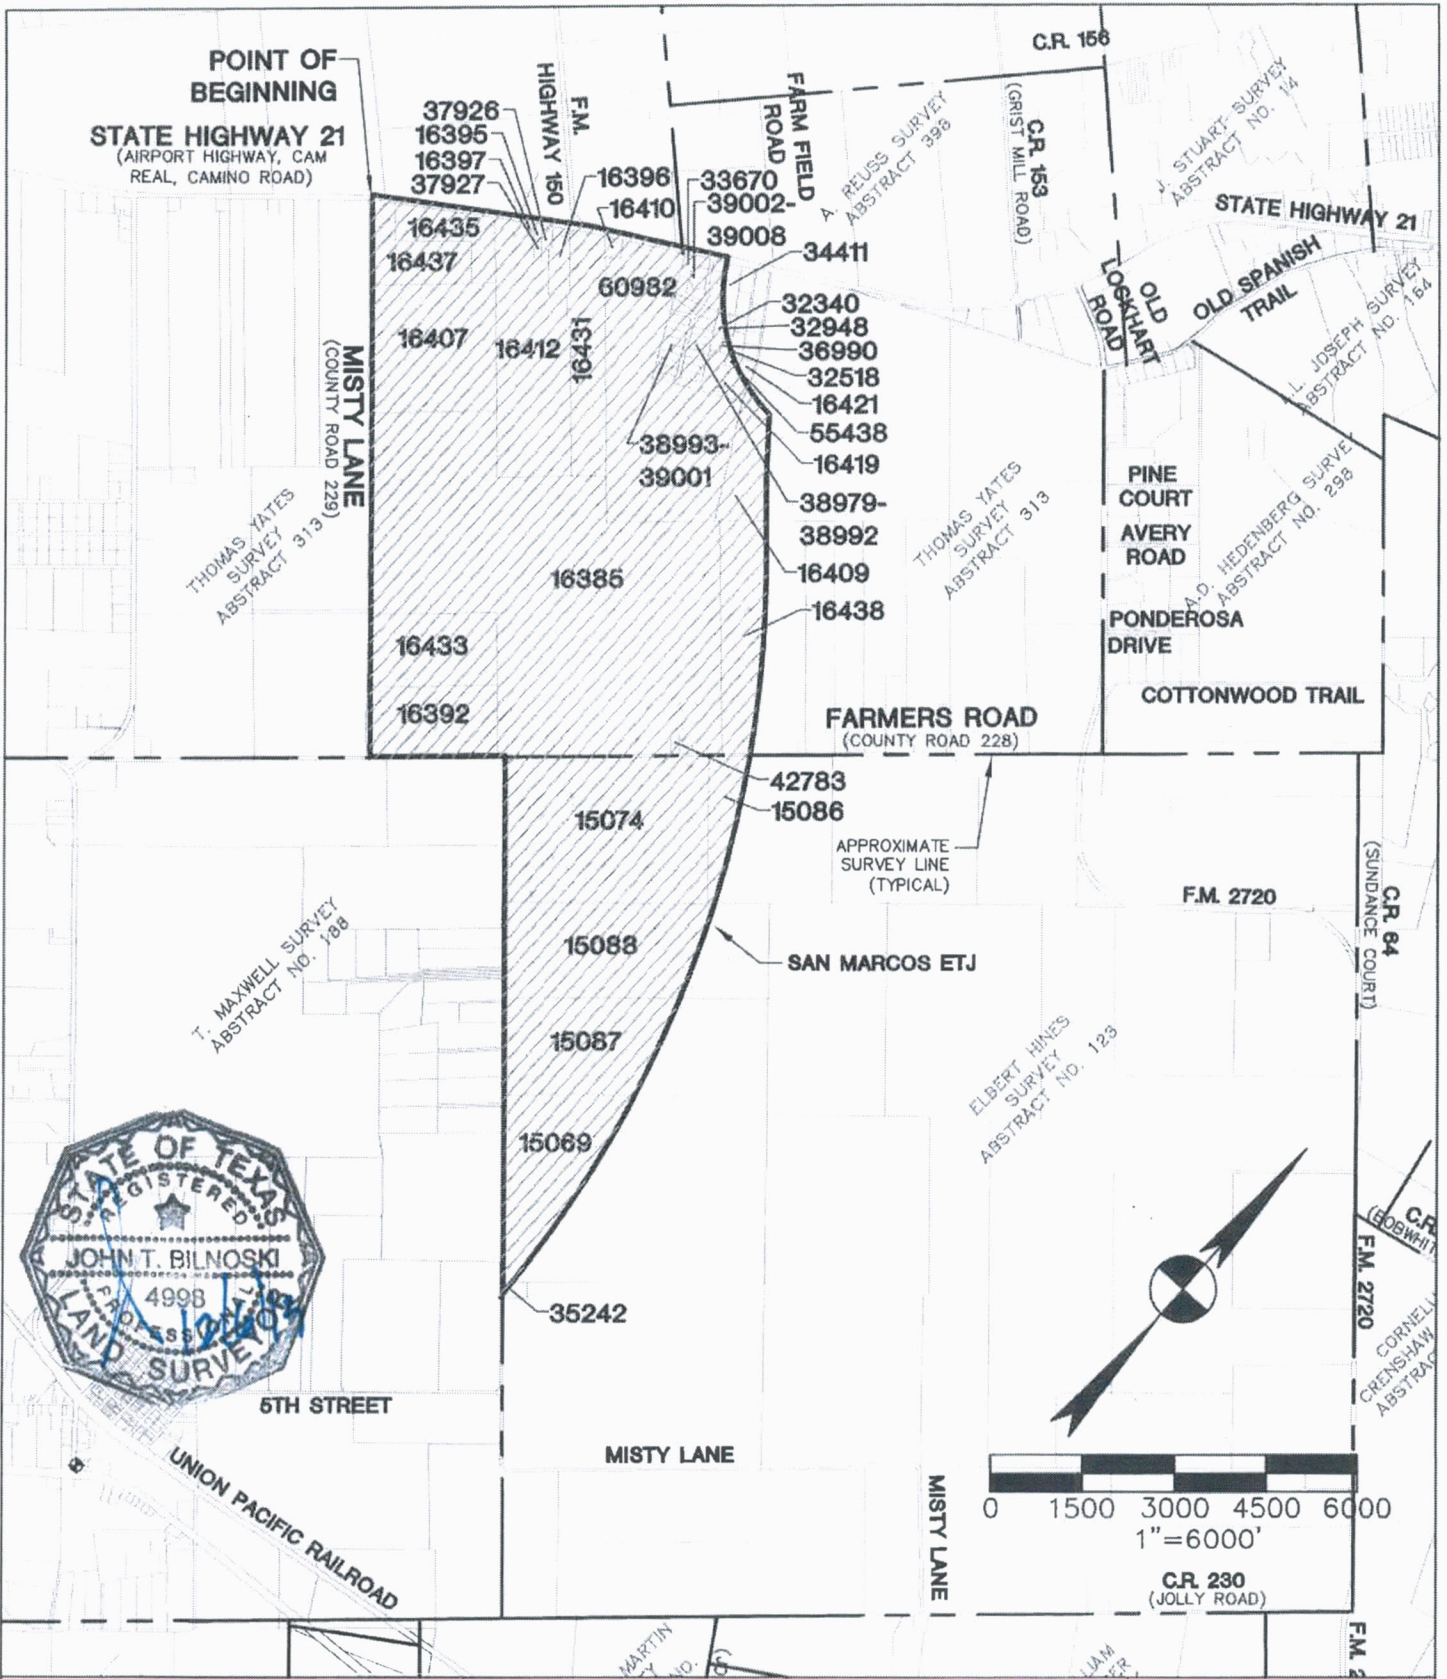 POINT OF
BEGINNING
STATE HIGHWAY 21
(AIRPORT HIGHWAY, CAM
REAL, CAMINO ROAD)
37926
16395
16397
37927
F.M.
HIGHWAY 150
16396
16410
33670
39002-
39008
FARM FIELD
ROAD
C.R. 156
A. REUSS SURVEY
ABSTRACT 398
C.R. 153
(GRIST MILL ROAD)
J. STUART SURVEY
ABSTRACT NO. 14
STATE HIGHWAY 21
OLD
LOCKHART
ROAD
OLD SPANISH
TRAIL
L. JOSEPH SURVEY
ABSTRACT NO. 164
34411
32340
32948
36990
32518
16421
55438
16419
38979-
38992
16409
16438
16435
16437
60982
16407
16412
16431
38993-
39001
16385
16433
16392
MISTY LANE
(COUNTY ROAD 229)
THOMAS YATES
SURVEY
ABSTRACT 313
THOMAS YATES
SURVEY
ABSTRACT 313
PINE
COURT
AVERY
ROAD
A.D. HEDENBERG SURVE
ABSTRACT NO. 298
PONDEROSA
DRIVE
COTTONWOOD TRAIL
FARMERS ROAD
(COUNTY ROAD 228)
42783
15086
15074
APPROXIMATE
SURVEY LINE
(TYPICAL)
F.M. 2720
C.R. 64
(SUNDANCE COURT)
T. MAXWELL SURVEY
ABSTRACT NO. 188
15088
SAN MARCOS ETJ
15087
ELBERT HINES
SURVEY
ABSTRACT NO. 123
15069
35242
STATE OF TEXAS
REGISTERED
JOHN T. BILNOSKI
4998
PROFESSIONAL
LAND SURVEYOR
5TH STREET
UNION PACIFIC RAILROAD
MISTY LANE
MISTY LANE
C.R.
(BOBWHIT
F.M. 2720
CORNELI
CRENSHAW
ABSTRAC
0 1500 3000 4500 6000
1"=6000'
C.R. 230
(JOLLY ROAD)
F.M. 2
MARTIN